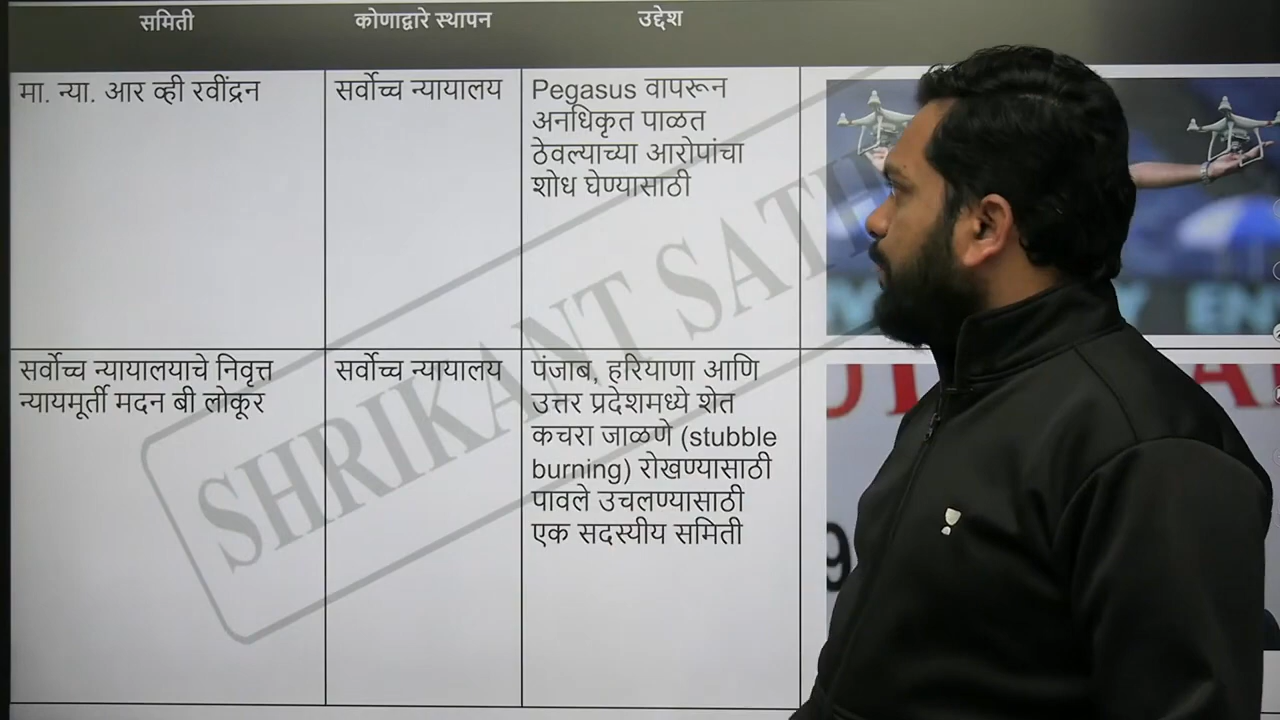 समिती
कोणाद्वारे स्थापन
उद्देश
मा. न्या. आर व्ही रवींद्रन
सर्वोच्च न्यायालय
Pegasus वापरून
अनधिकृत पाळत
ठेवल्याच्या आरोपांचा
शोध घेण्यासाठी
सर्वोच्च न्यायालयाचे निवृत्त
न्यायमूर्ती मदन बी लोकूर
सर्वोच्च न्यायालय
पंजाब, हरियाणा आणि
उत्तर प्रदेशमध्ये शेत
कचरा जाळणे (stubble
burning) रोखण्यासाठी
पावले उचलण्यासाठी
एक सदस्यीय समिती
SHRIKANT
9